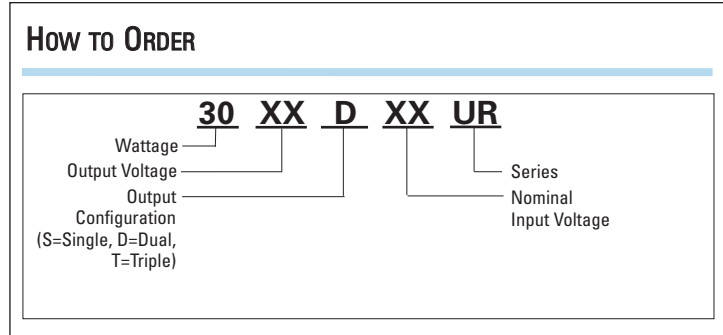 HOW TO ORDER
30 XX D XX UR
Wattage
Output Voltage
Output
Configuration
(S=Single, D=Dual,
T=Triple)
Series
Nominal
Input Voltage